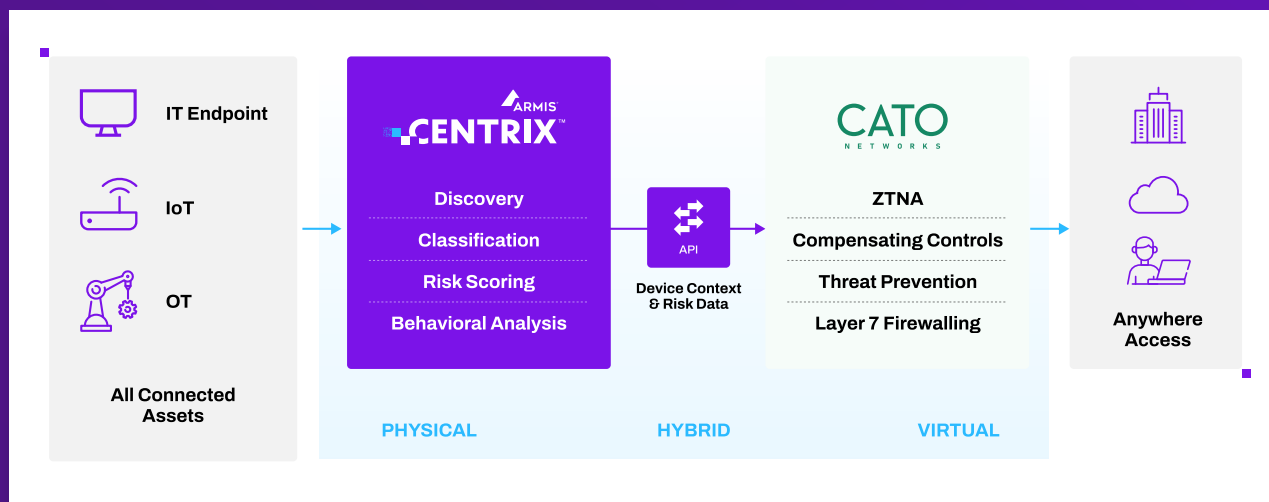 IT Endpoint
IoT
OT
All Connected
Assets
ARMIS
CENTRIX™
Discovery
Classification
Risk Scoring
Behavioral Analysis
API
Device Context
& Risk Data
CATO
NETWORKS
ZTNA
Compensating Controls
Threat Prevention
Layer 7 Firewalling
Anywhere
Access
PHYSICAL
HYBRID
VIRTUAL